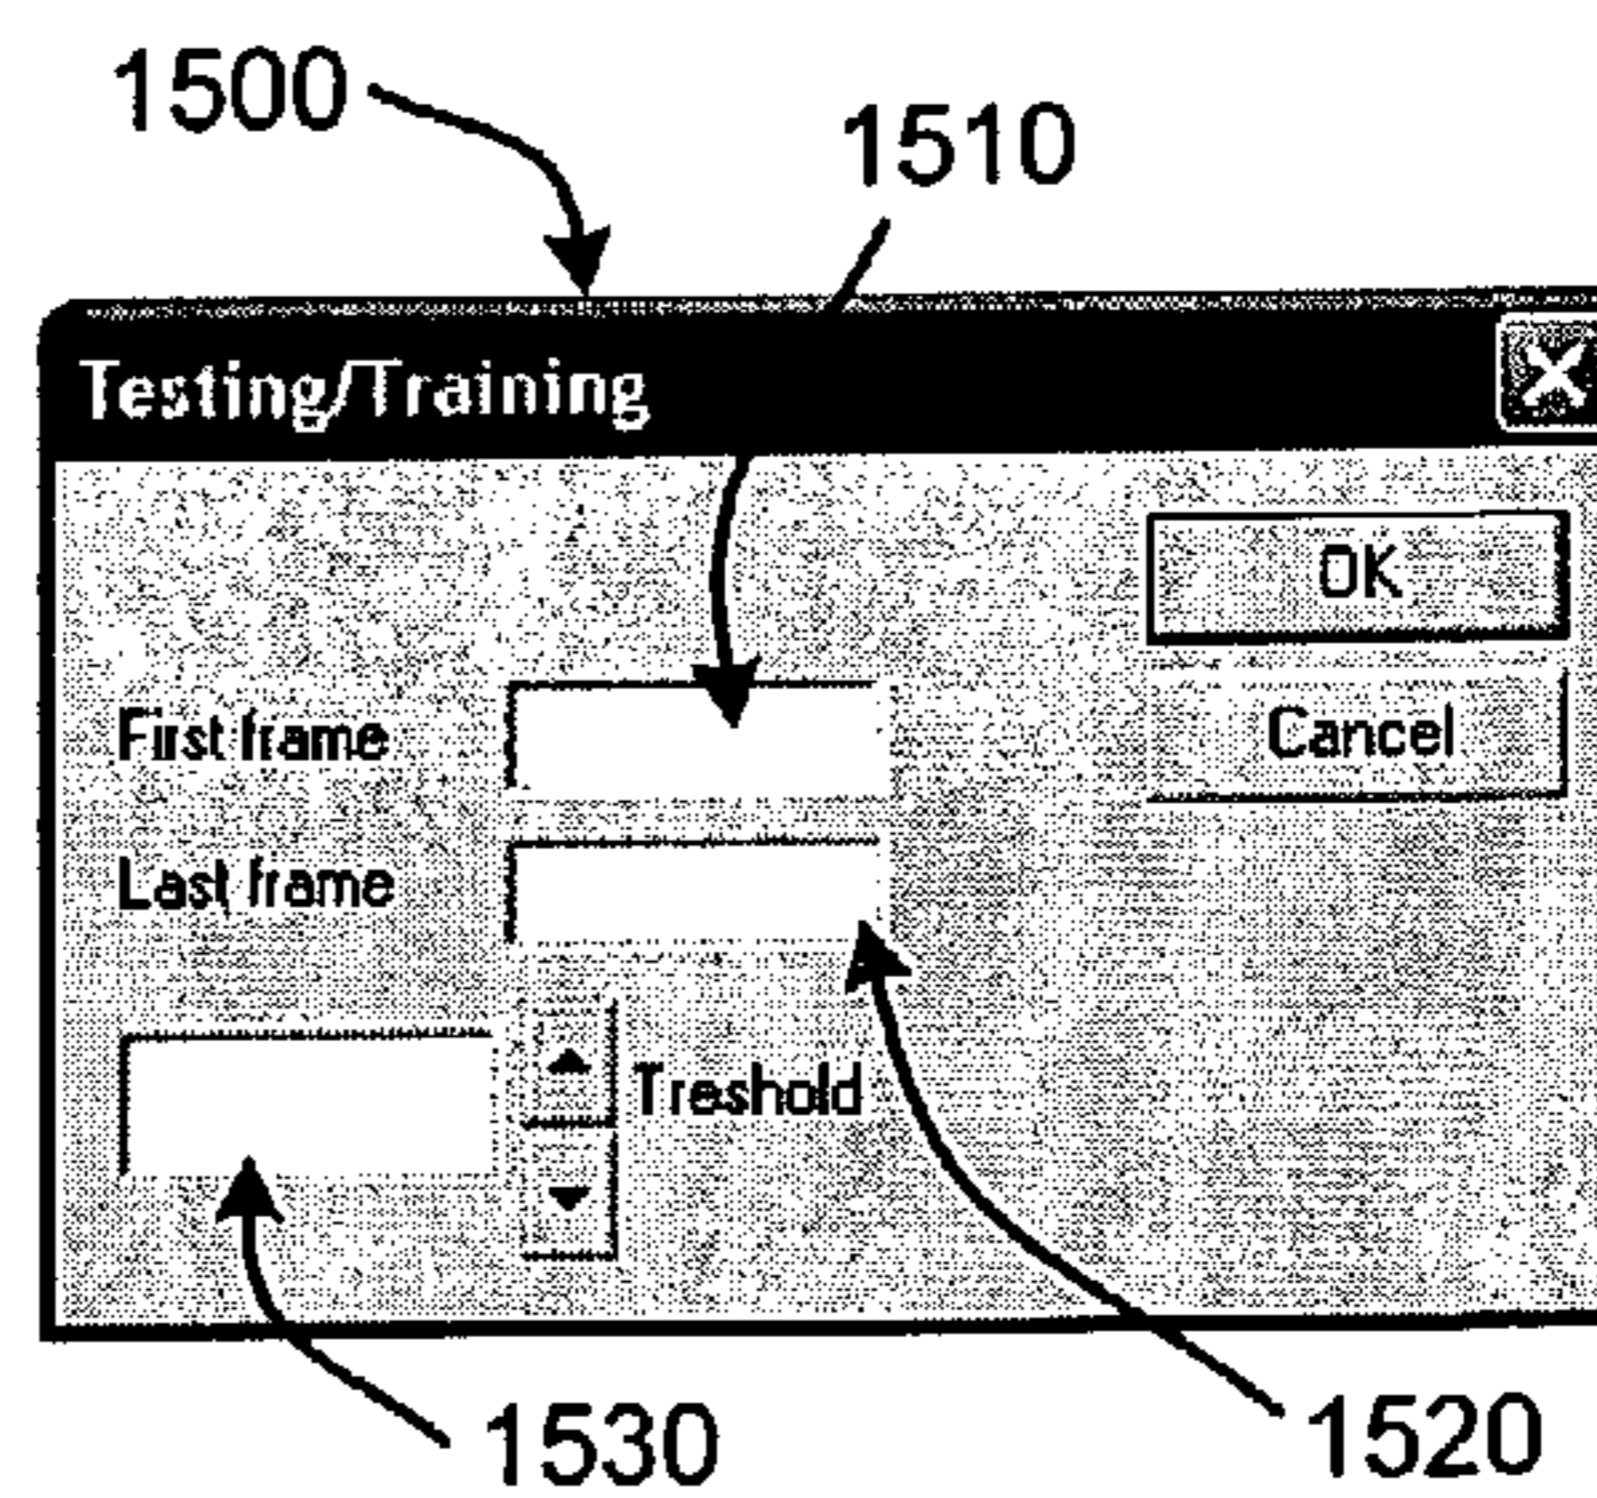 1500
1510
Testing/Training
OK
First frame
Cancel
Last frame
Treshold
1530
1520